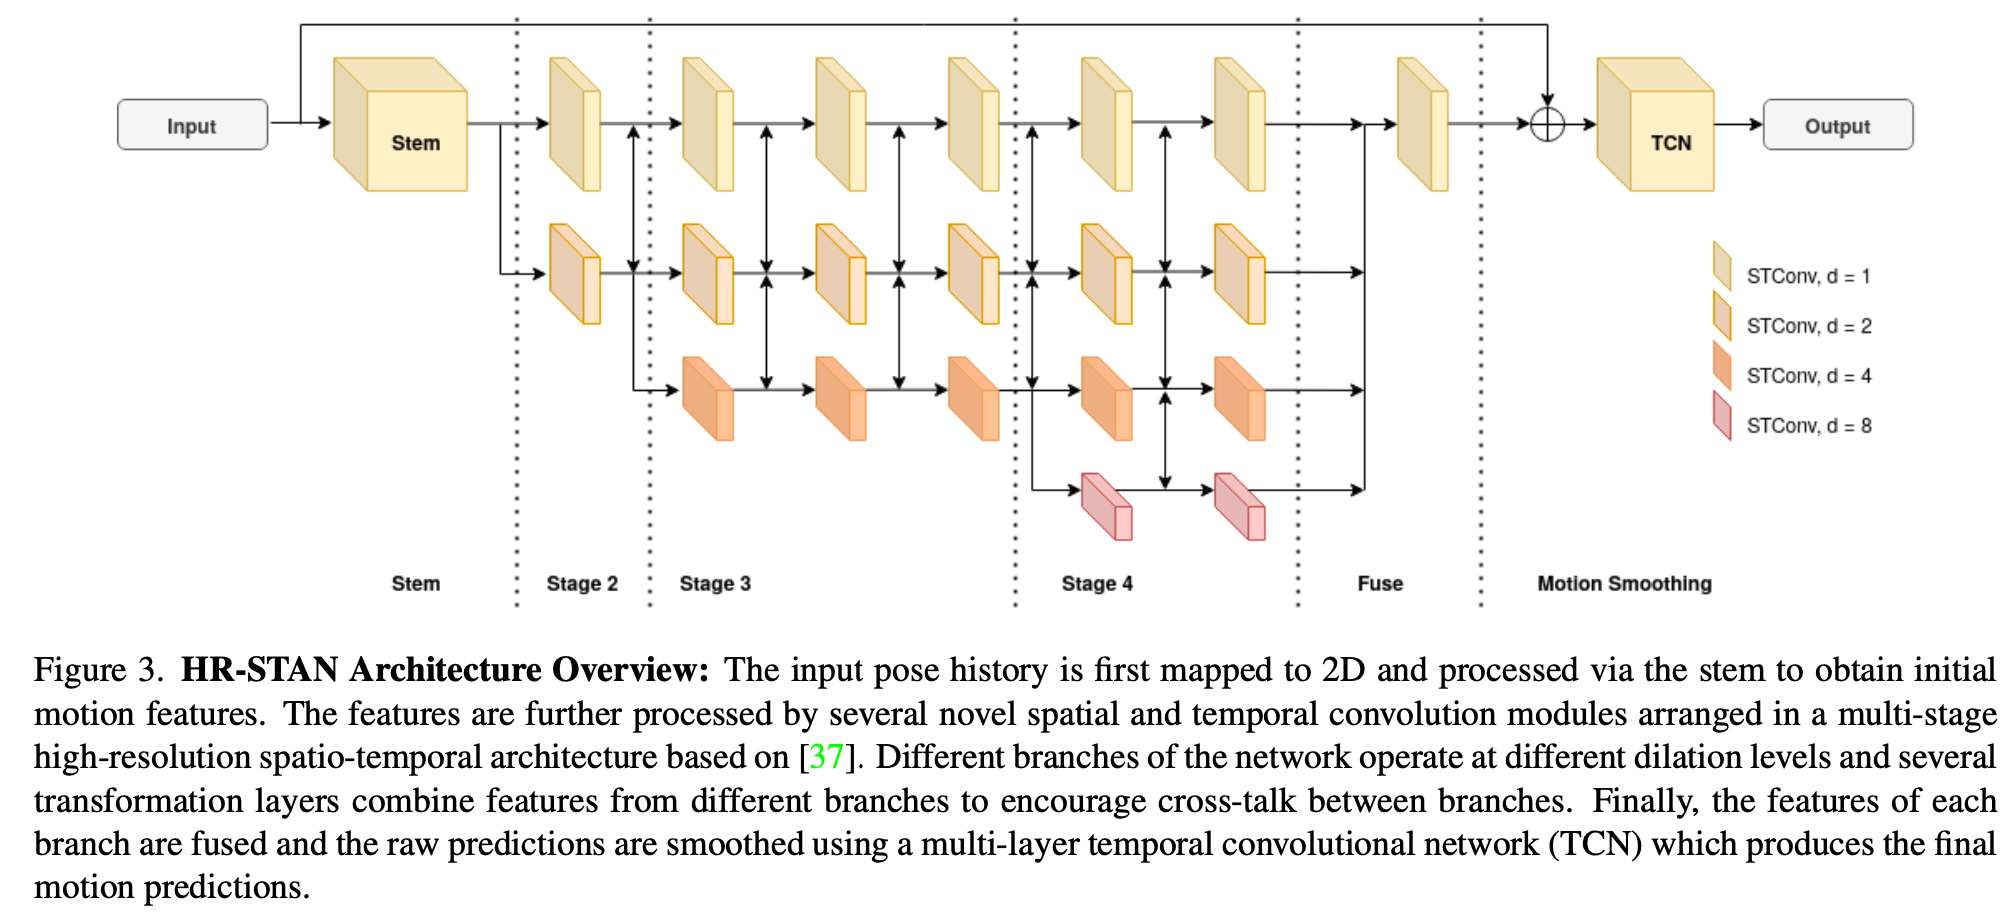 Input
Stem
TCN
Output
STConv, d = 1
STConv, d = 2
STConv, d = 4
STConv, d = 8
Stem
Stage 2
Stage 3
Stage 4
Fuse
Motion Smoothing
Figure 3. HR-STAN Architecture Overview: The input pose history is first mapped to 2D and processed via the stem to obtain initial
motion features. The features are further processed by several novel spatial and temporal convolution modules arranged in a multi-stage
high-resolution spatio-temporal architecture based on [37]. Different branches of the network operate at different dilation levels and several
transformation layers combine features from different branches to encourage cross-talk between branches. Finally, the features of each
branch are fused and the raw predictions are smoothed using a multi-layer temporal convolutional network (TCN) which produces the final
motion predictions.